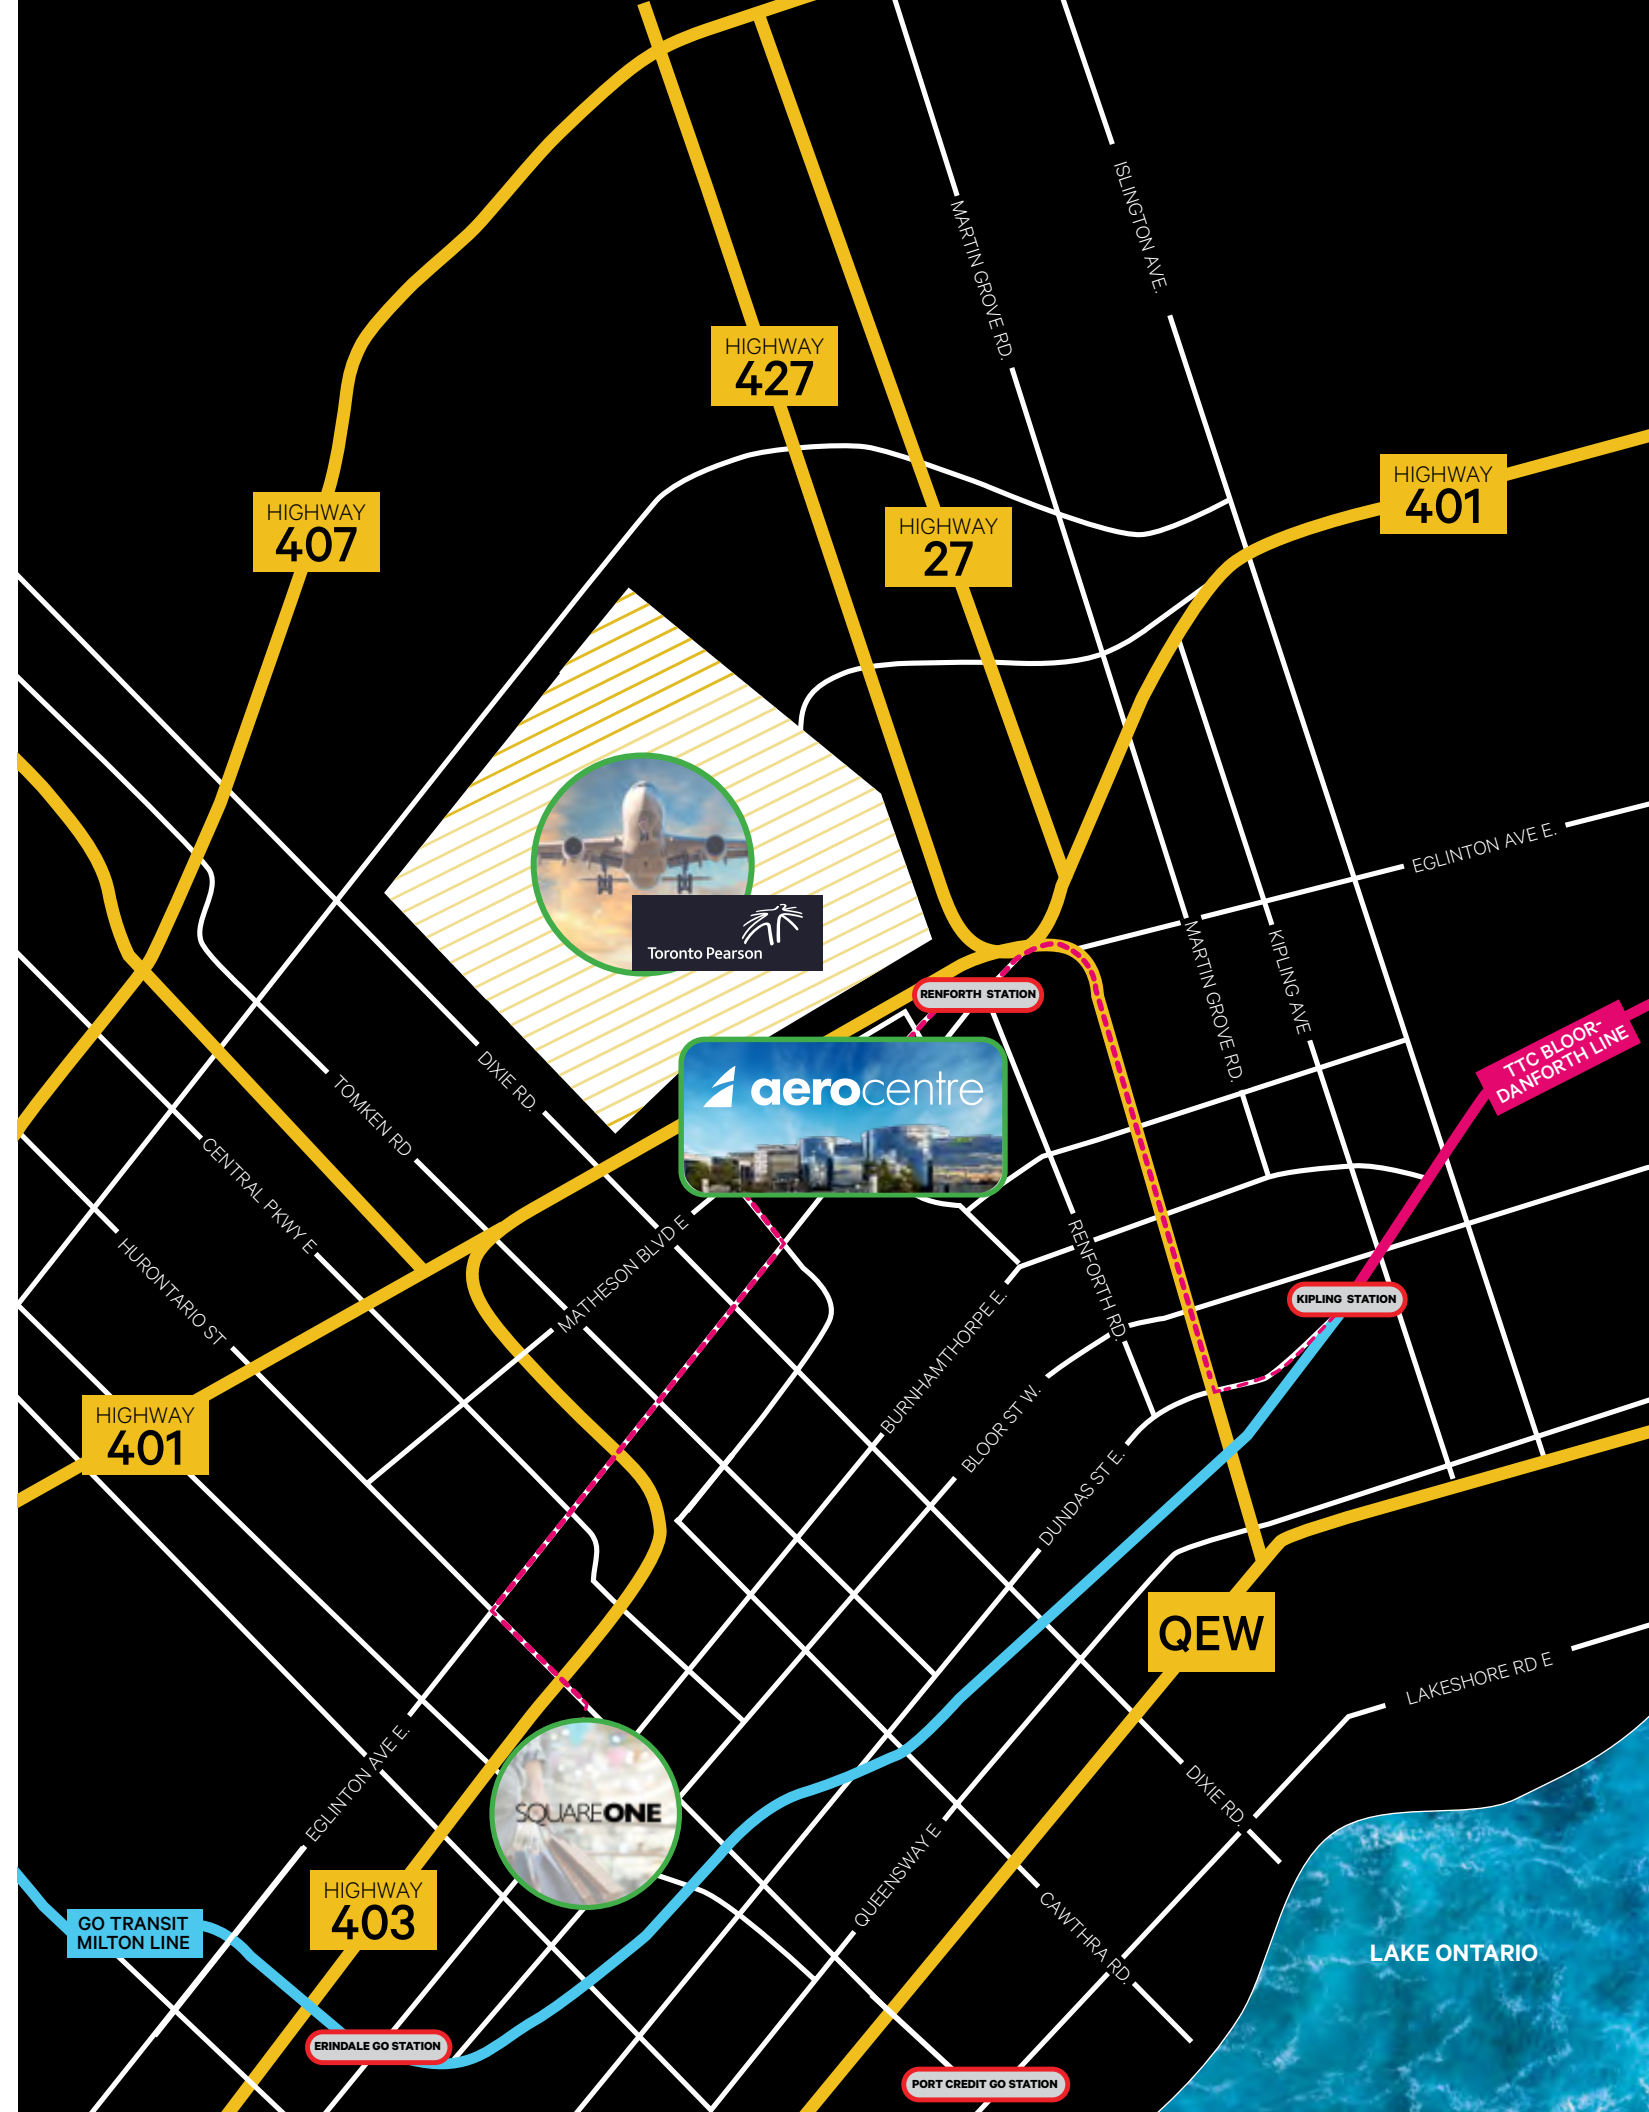 ISLINGTON AVE.
MARTIN GROVE RD.
HIGHWAY
427
HIGHWAY
401
HIGHWAY
407
HIGHWAY
27
EGLINTON AVE E.
Toronto Pearson
MARTIN GROVE RD.
KIPLING AVE
RENFORTH STATION
TTC BLOOR-
DANFORTH LINE
aerocentre
DIXIE RD.
TOMKEN RD
CENTRAL PKWY E
HURONTARIO ST
MATHESON BLVD E
RENFORTH RD.
KIPLING STATION
BURNHAMTHORPE E.
BLOOR ST W.
DUNDAS ST E.
HIGHWAY
401
QEW
LAKESHORE RD E
EGLINTON AVE E.
SQUAREONE
DIXIE RD.
QUEENSWAY E
CAWTHRA RD.
HIGHWAY
403
GO TRANSIT
MILTON LINE
LAKE ONTARIO
ERINDALE GO STATION
PORT CREDIT GO STATION